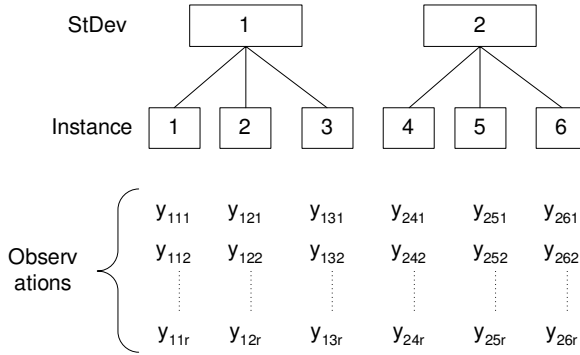 StDev 1 2
Instance 1 2 3 4 5 6
y111 y121 y131 y241 y251 y261
Observ
ations
y112 y122 y132 y242 y252 y262
y11r y12r y13r y24r y25r y26r